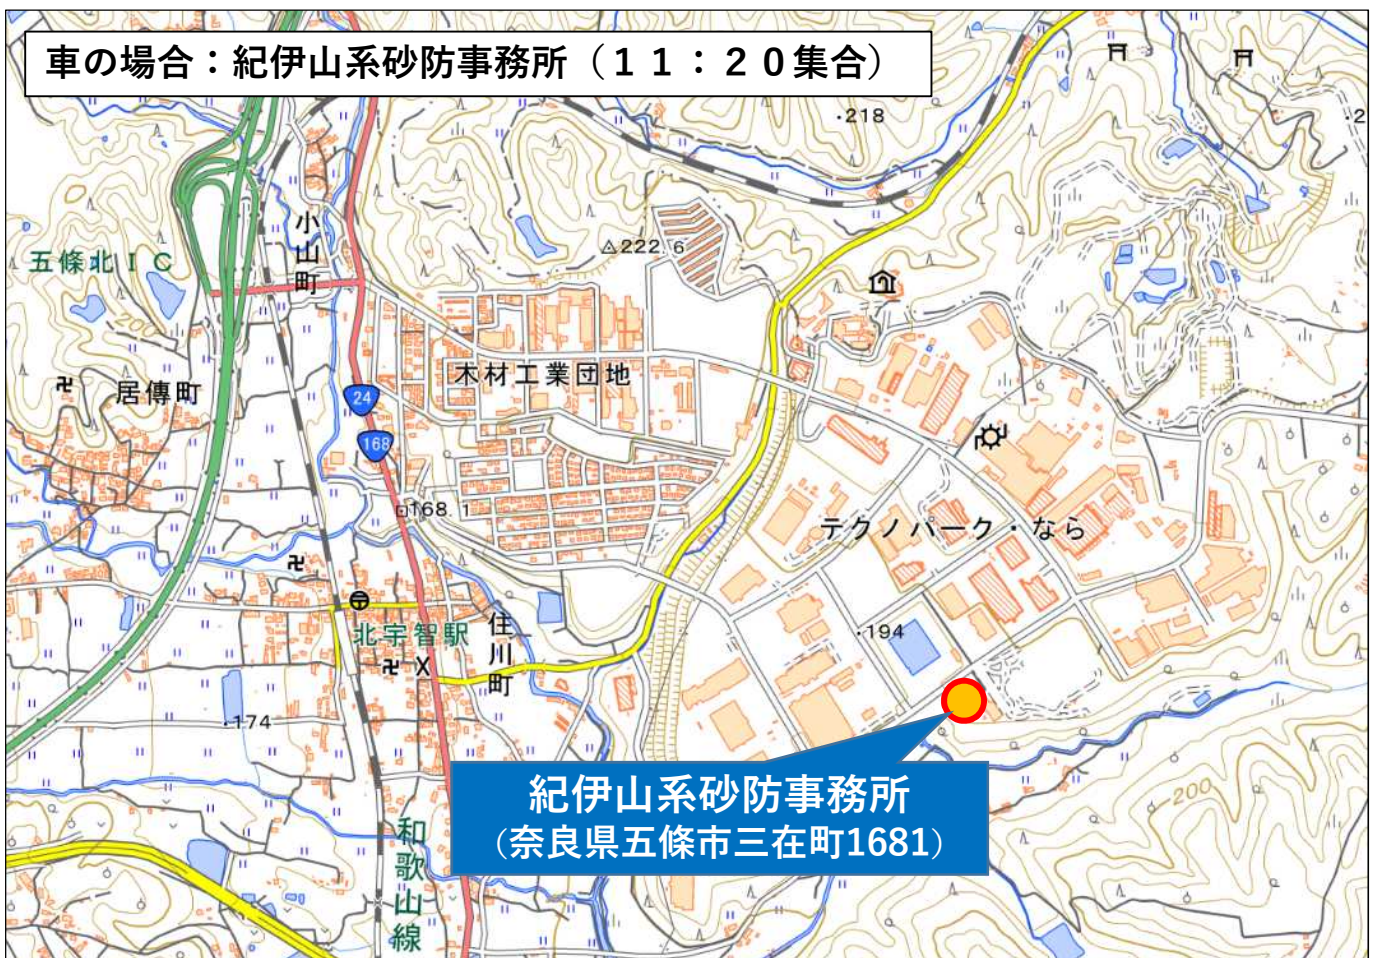 車の場合：紀伊山系砂防事務所（１１：２０集合）
・218
・2
小山町
△222.6
五條北ＩＣ
200
木材工業団地
居傳町
24
168
168.1
テクノパーク・なら
北宇智駅
住川町
・194
・174
紀伊山系砂防事務所
（奈良県五條市三在町1681）
200
和歌山線